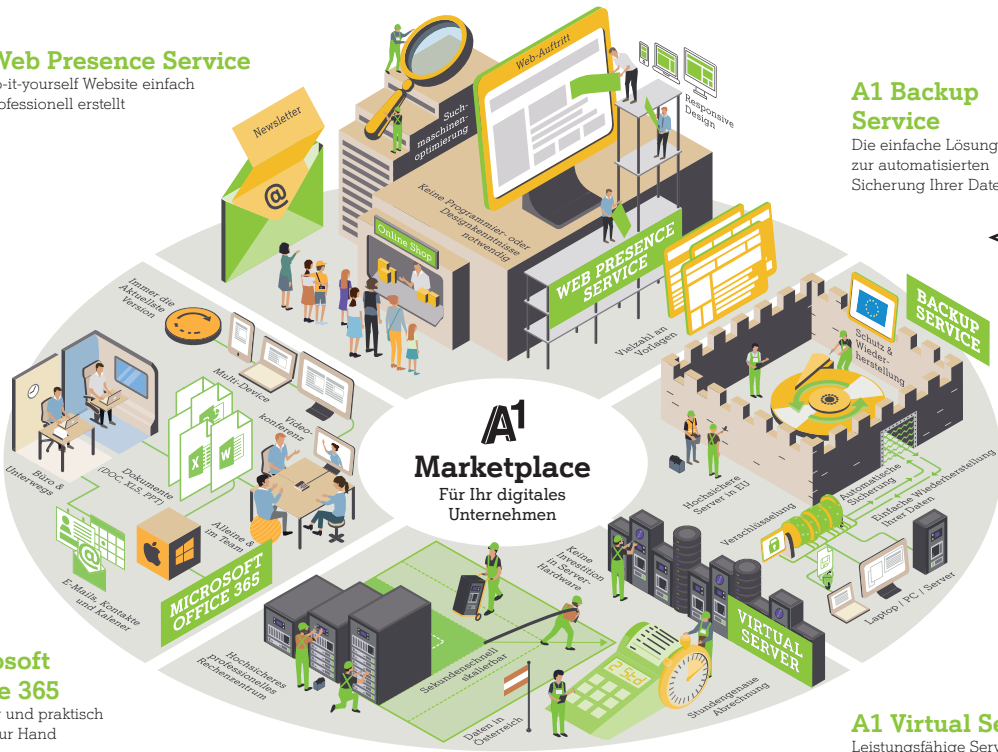 Web Presence Service
-it-yourself Website einfach
ofessionell erstellt
A1 Backup
Service
Die einfache Lösung
zur automatisierten
Sicherung Ihrer Date
Newsletter
@
Such-
maschinen-
optimierung
Web-Auftritt
Responsive
Design
Keine Programmier- oder
Designkenntnisse
notwendig
Online Shop
WEB PRESENCE
SERVICE
Vielzahl an
Vorlagen
BACKUP
SERVICE
Schutz &
Wieder-
herstellung
Hochsichere
Server in EU
Automatische
Sicherung
Verschlüsselung
Einfache Wiederherstellung
Ihrer Daten
Laptop / PC / Server
Immer die
Aktuellste
Version
Multi-Device
Video-
konferenz
Büro &
Unterwegs
Dokumente
(DOC, XLS, PPT)
X
W
Alleine &
im Team
E-Mails, Kontakte
und Kalener
@
MICROSOFT
OFFICE 365
A1
Marketplace
Für Ihr digitales
Unternehmen
Hochsicheres
professionelles
Rechenzentrum
Sekundenschnell
skalierbar
Keine
Investition
in Server-
Hardware
Daten in
Österreich
Stundengenaue
Abrechnung
VIRTUAL
SERVER
osoft
e 365
und praktisch
ur Hand
A1 Virtual Se
Leistungsfähige Serv